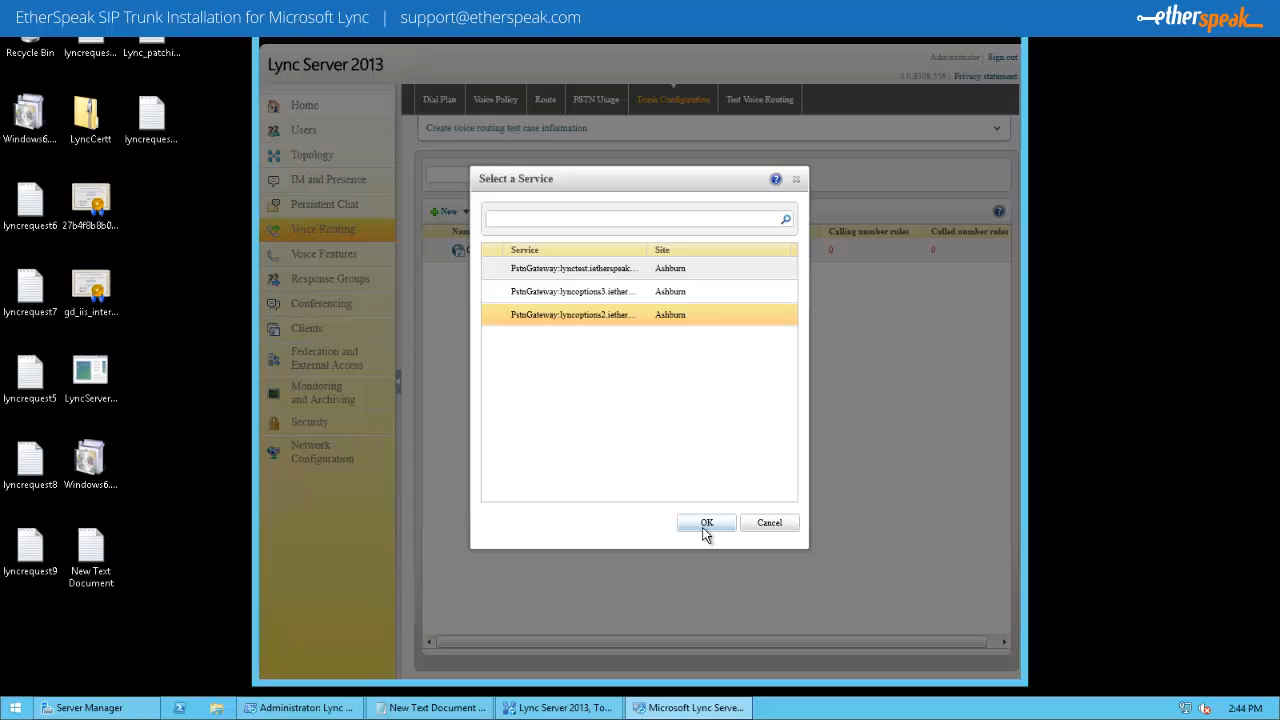 EtherSpeak SIP Trunk Installation for Microsoft Lync | support@etherspeak.com
etherspeak
Recycle Bin
lyncreques...
Lync_patchi...
Windows6....
LyncCertt
lyncreques...
lyncrequest6
27b4f8b8b0...
lyncrequest7
gd_iis_inter...
lyncrequest5
LyncServer...
lyncrequest8
Windows6....
lyncrequest9
New Text Document
Lync Server 2013
Administrator | Sign out
5.0.8308.556 | Privacy statement
Home
Users
Topology
IM and Presence
Persistent Chat
Voice Routing
Voice Features
Response Groups
Conferencing
Clients
Federation and
External Access
Monitoring
and Archiving
Security
Network
Configuration
Dial Plan
Voice Policy
Route
PSTN Usage
Trunk Configuration
Test Voice Routing
Create voice routing test case information
New
Calling number rules
Called number rules
0
0
Select a Service
Service
Site
PstnGateway:lynctest.ietherspeak...
Ashburn
PstnGateway:lyncoptions3.iether...
Ashburn
PstnGateway:lyncoptions2.iether...
Ashburn
OK
Cancel
Server Manager
Administrator: Lync ...
New Text Document ...
Lync Server 2013, To...
Microsoft Lync Serve...
2:44 PM